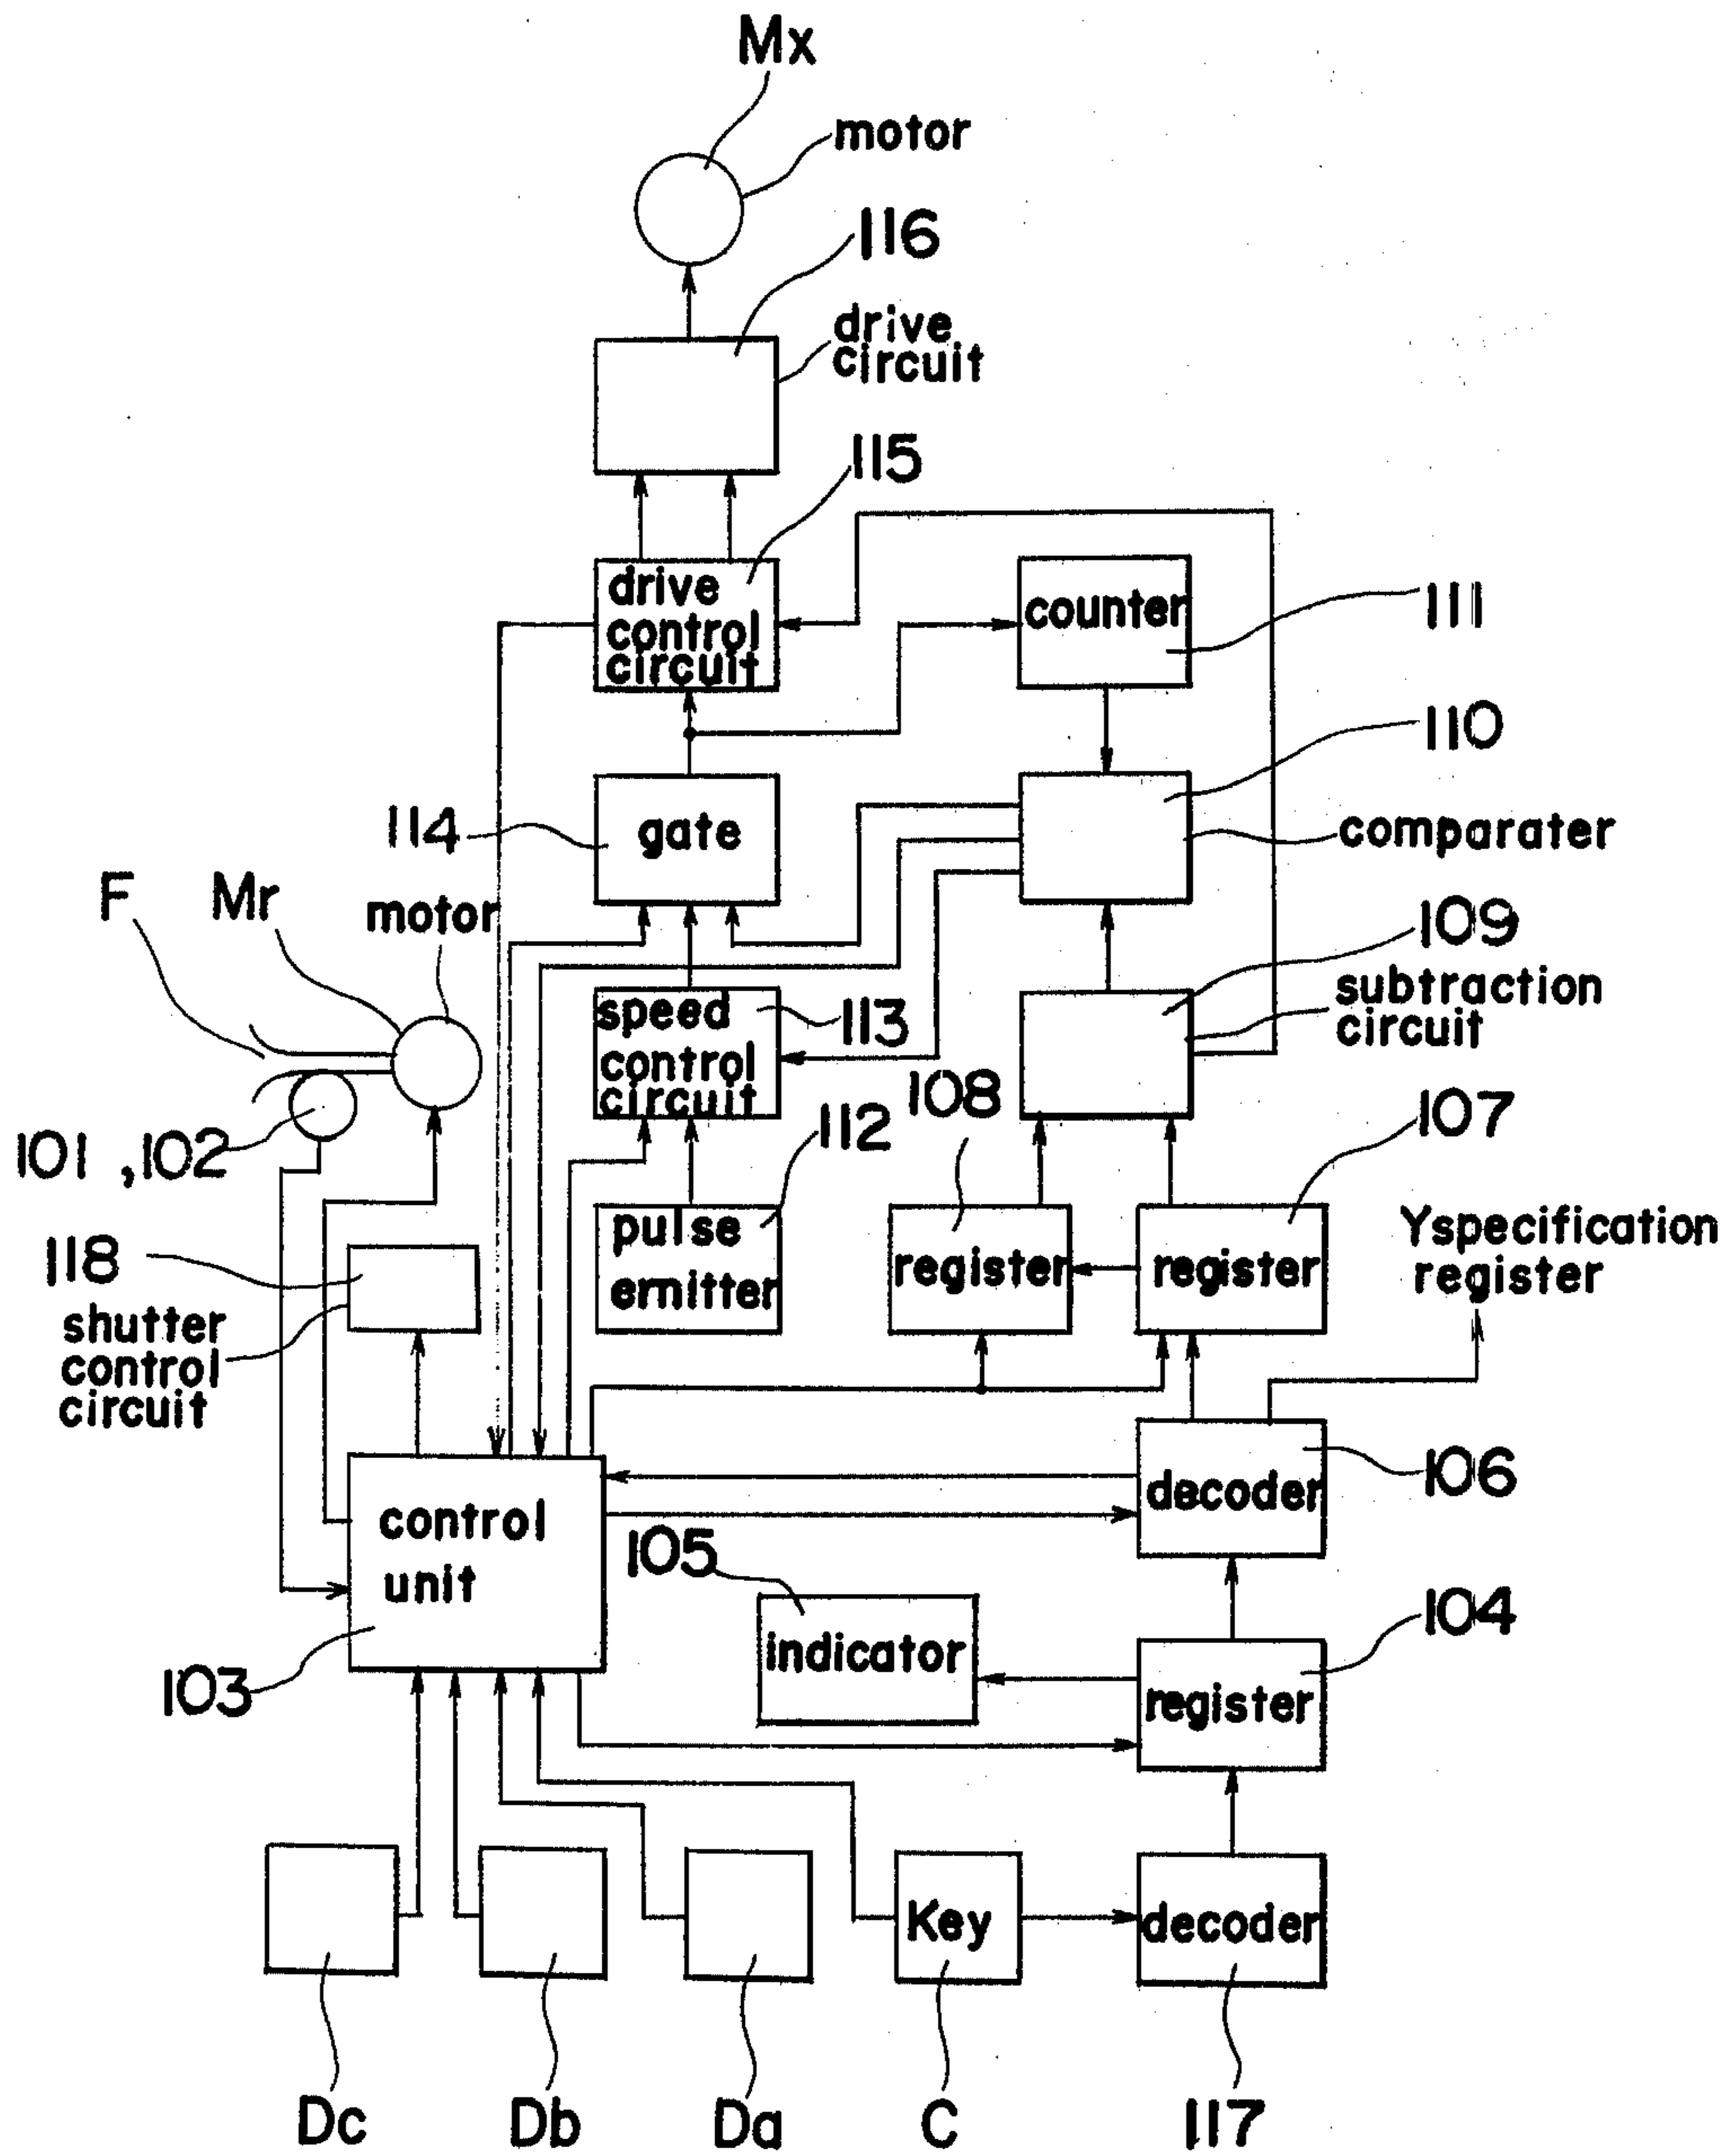 Mx
motor
116
drive
circuit
115
drive
control
circuit
counter
111
110
114
gate
comparater
F
Mr
motor
109
subtraction
circuit
speed
control
circuit
113
108
107
101 ,102
112
pulse
emitter
register
register
Yspecification
register
118
shutter
control
circuit
decoder
106
control
unit
105
indicator
104
register
103
Key
decoder
Dc
Db
Da
C
117